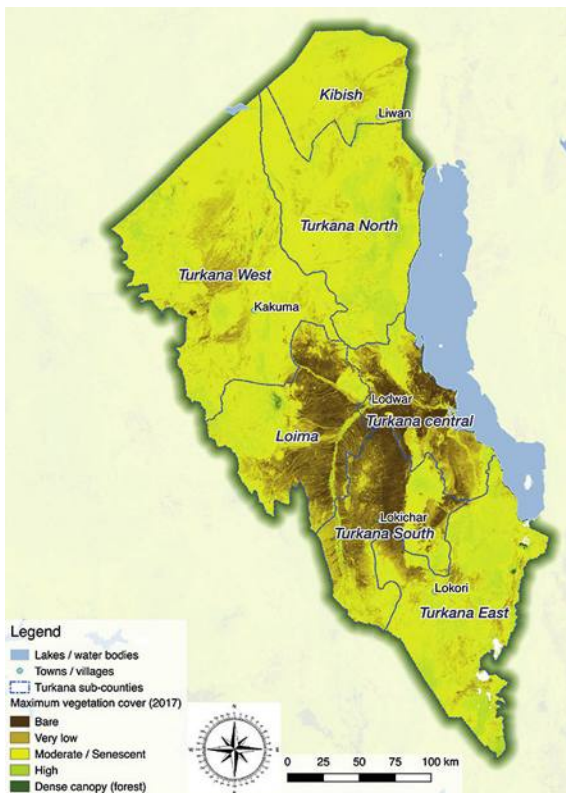 Kibish
Liwan
Turkana North
Turkana West
Kakuma
Lodwar
Turkana central
Loima
Lokichar
Turkana South
Lokori
Turkana East
Legend
Lakes / water bodies
Towns / villages
Turkana sub-counties
Maximum vegetation cover (2017)
Bare
Very low
Moderate / Senescent
High
Dense canopy (forest)
N
W
E
S
0 25 50 75 100 km